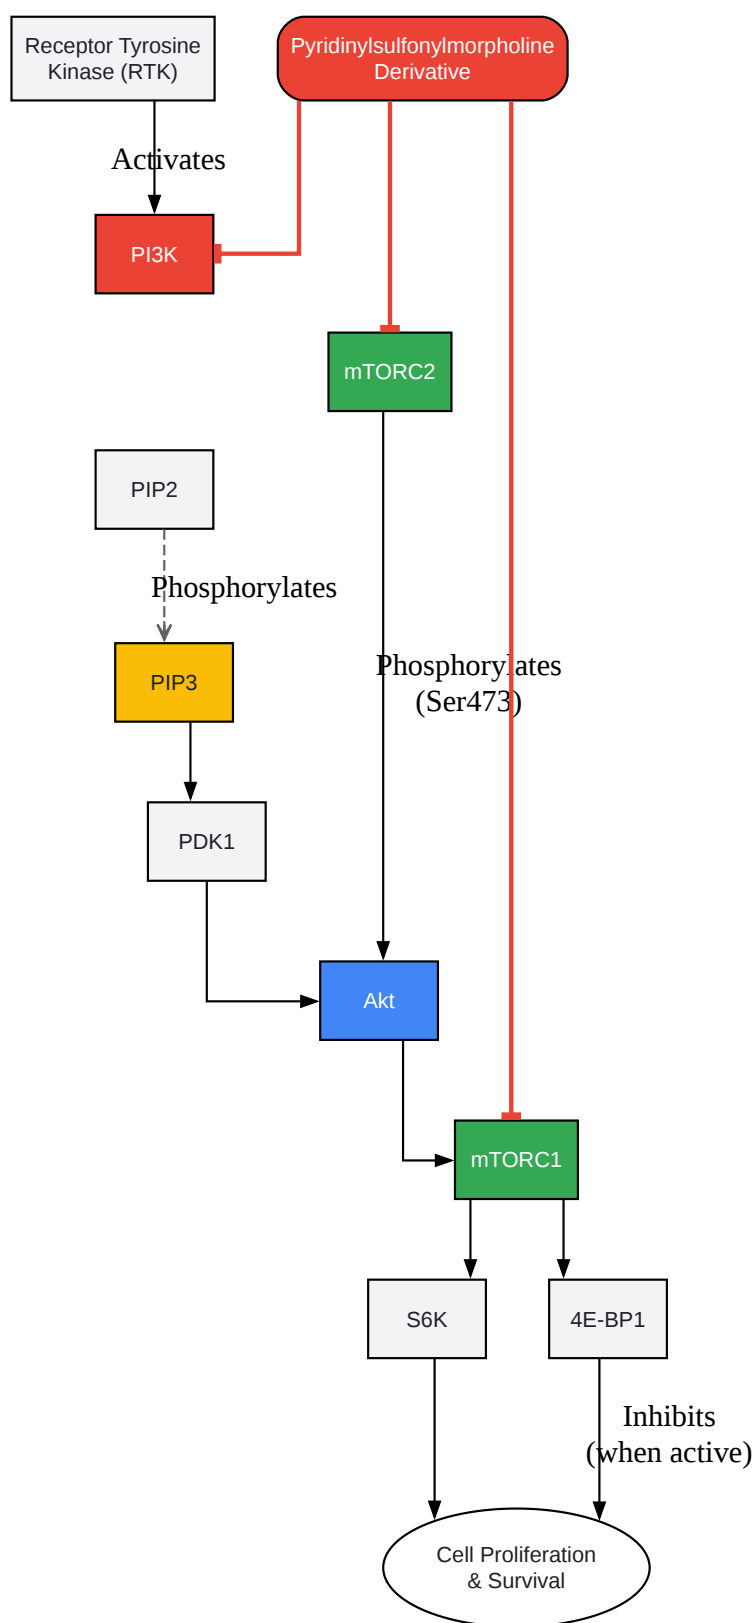 Receptor Tyrosine
Kinase (RTK)
Pyridinylsulfonylmorpholine
Derivative
Activates
PI3K
mTORC2
PIP2
Phosphorylates
PIP3
Phosphorylates
(Ser473)
PDK1
Akt
mTORC1
S6K
4E-BP1
Inhibits
(when active)
Cell Proliferation
& Survival